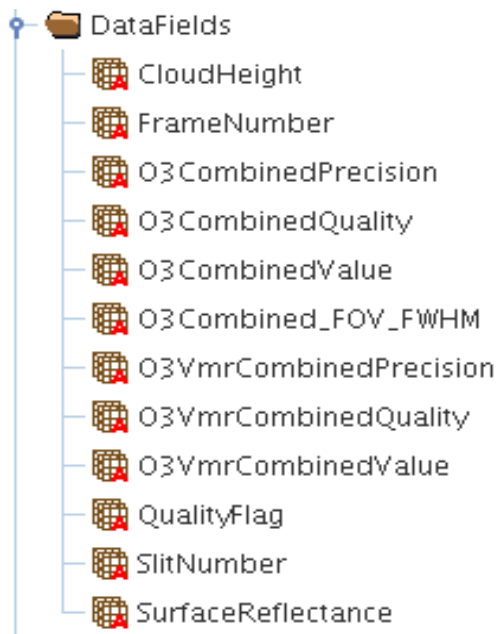 DataFields
CloudHeight
FrameNumber
O3CombinedPrecision
O3CombinedQuality
O3CombinedValue
O3Combined_FOV_FWHM
O3VmrCombinedPrecision
O3VmrCombinedQuality
O3VmrCombinedValue
QualityFlag
SlitNumber
SurfaceReflectance